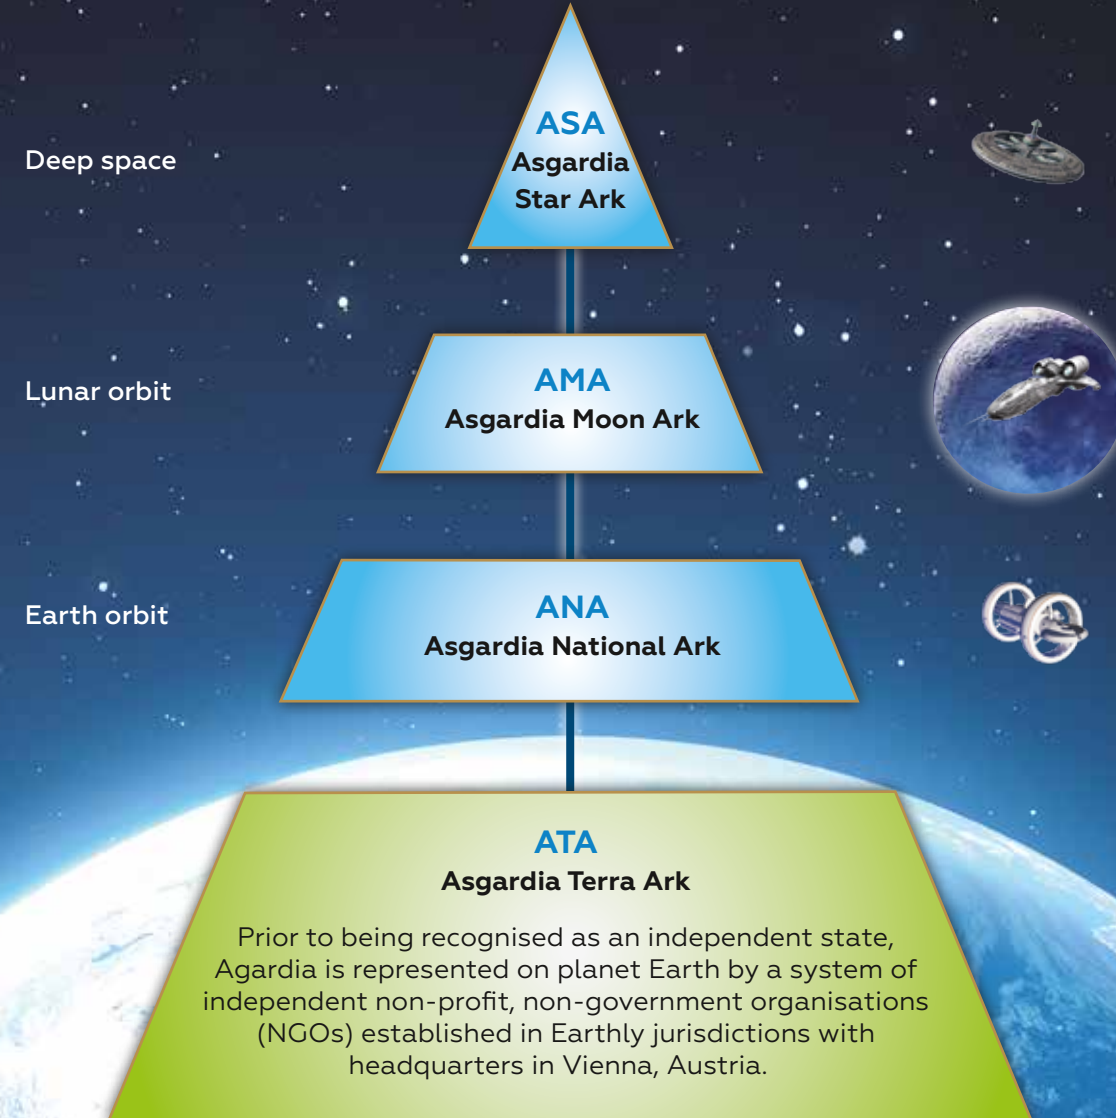 ASA
Deep space
Asgardia
Star Ark
AMA
Lunar orbit
Asgardia Moon Ark
ANA
Earth orbit
Asgardia National Ark
ATA
Asgardia Terra Ark
Prior to being recognised as an independent state,
Agardia is represented on planet Earth by a system of
independent non-profit, non-government organisations
(NGOs) established in Earthly jurisdictions with
headquarters in Vienna, Austria.